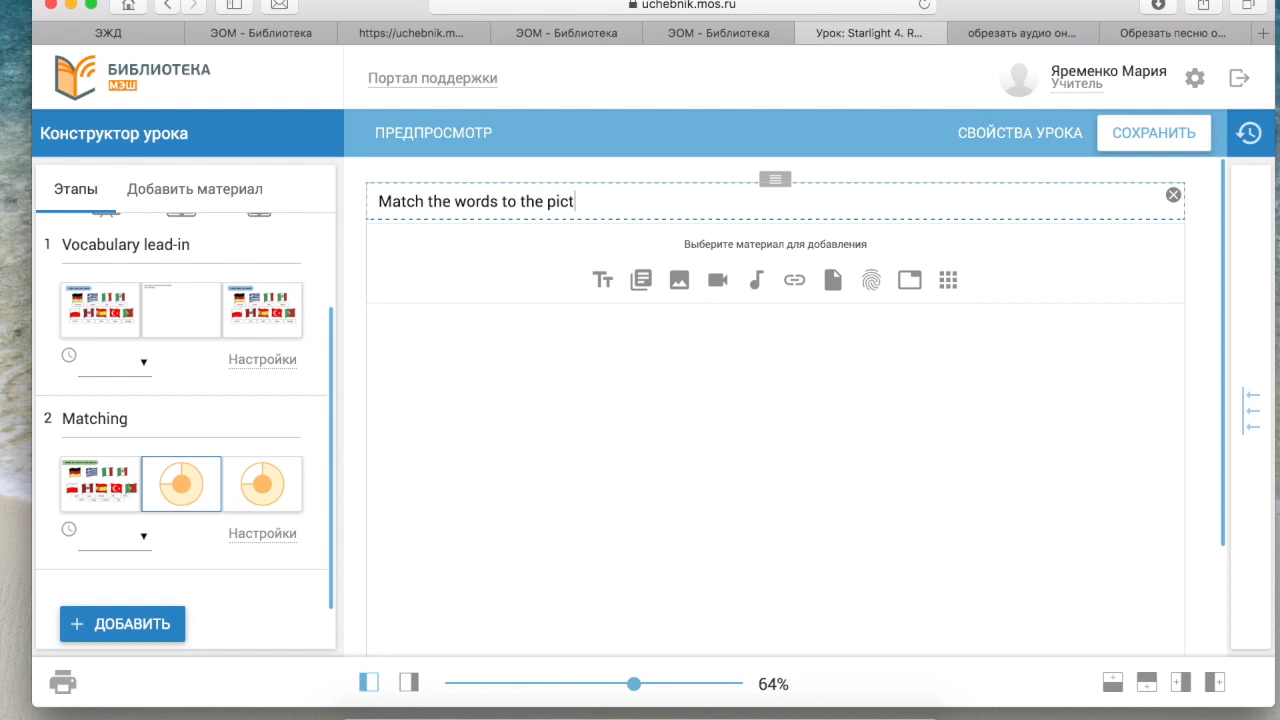 uchebnik.mos.ru
ЭЖД
ЭОМ - Библиотека
https://uchebnik.m...
ЭОМ - Библиотека
ЭОМ - Библиотека
Урок: Starlight 4. R...
обрезать аудио он...
Обрезать песню о...
БИБЛИОТЕКА
МЭШ
Портал поддержки
Яременко Мария
Учитель
Конструктор урока
ПРЕДПРОСМОТР
СВОЙСТВА УРОКА
СОХРАНИТЬ
Этапы
Добавить материал
Match the words to the pict
1 Vocabulary lead-in
Выберите материал для добавления
Настройки
2 Matching
Настройки
+ ДОБАВИТЬ
64%